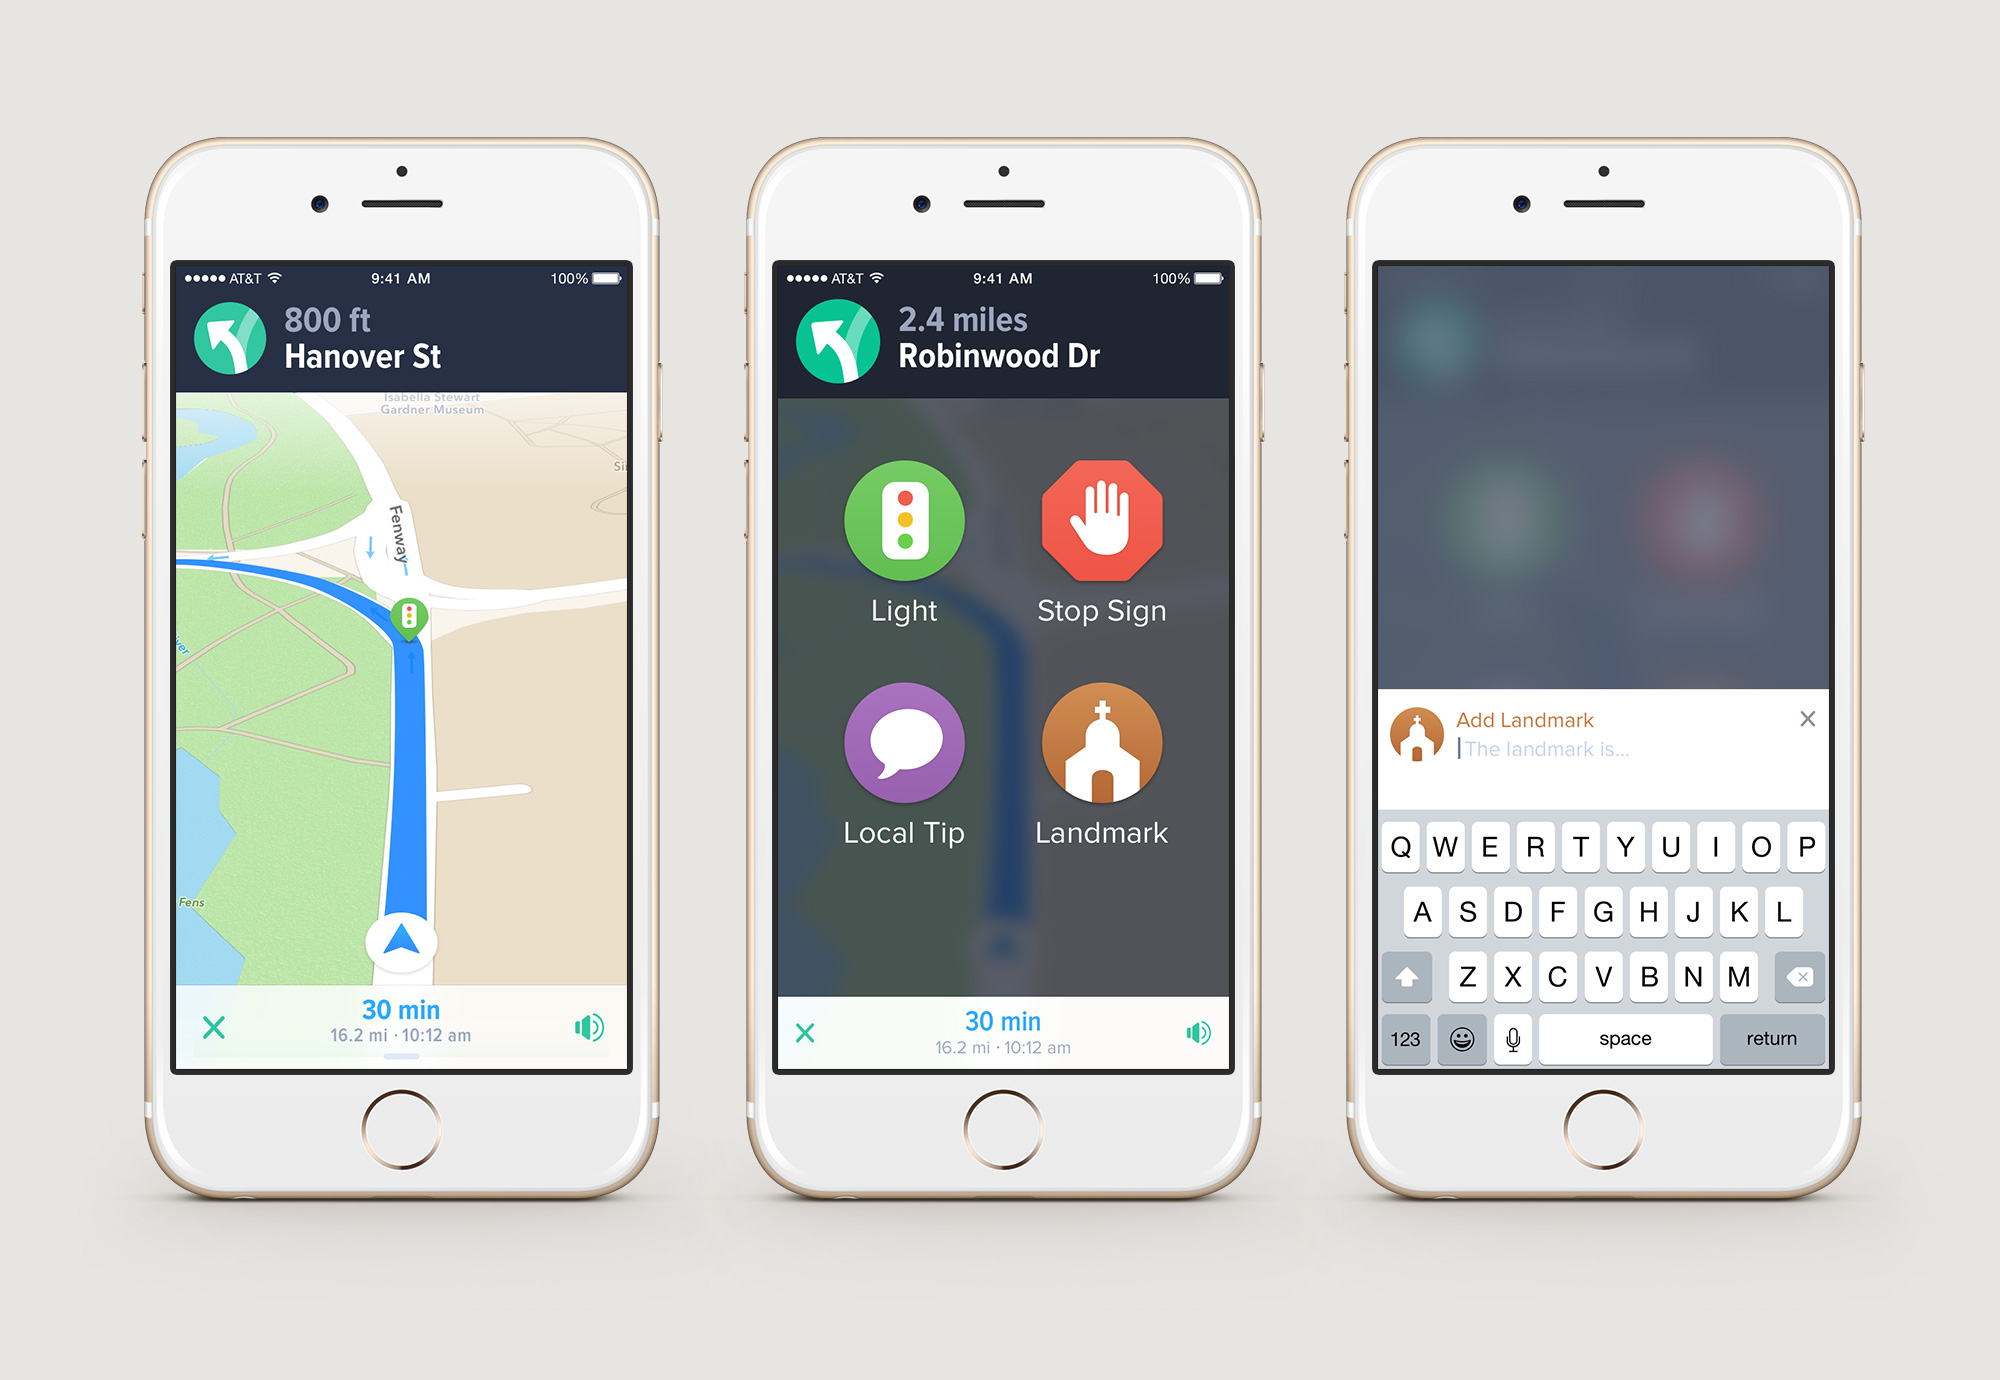 AT&T 9:41 AM 100%
800 ft
Hanover St
Isabella Stewart
Gardner Museum
Fenway
Fens
30 min
16.2 mi · 10:12 am
AT&T 9:41 AM 100%
2.4 miles
Robinwood Dr
Light
Stop Sign
Local Tip
Landmark
30 min
16.2 mi · 10:12 am
Add Landmark
The landmark is...
Q W E R T Y U I O P
A S D F G H J K L
Z X C V B N M
123 space return